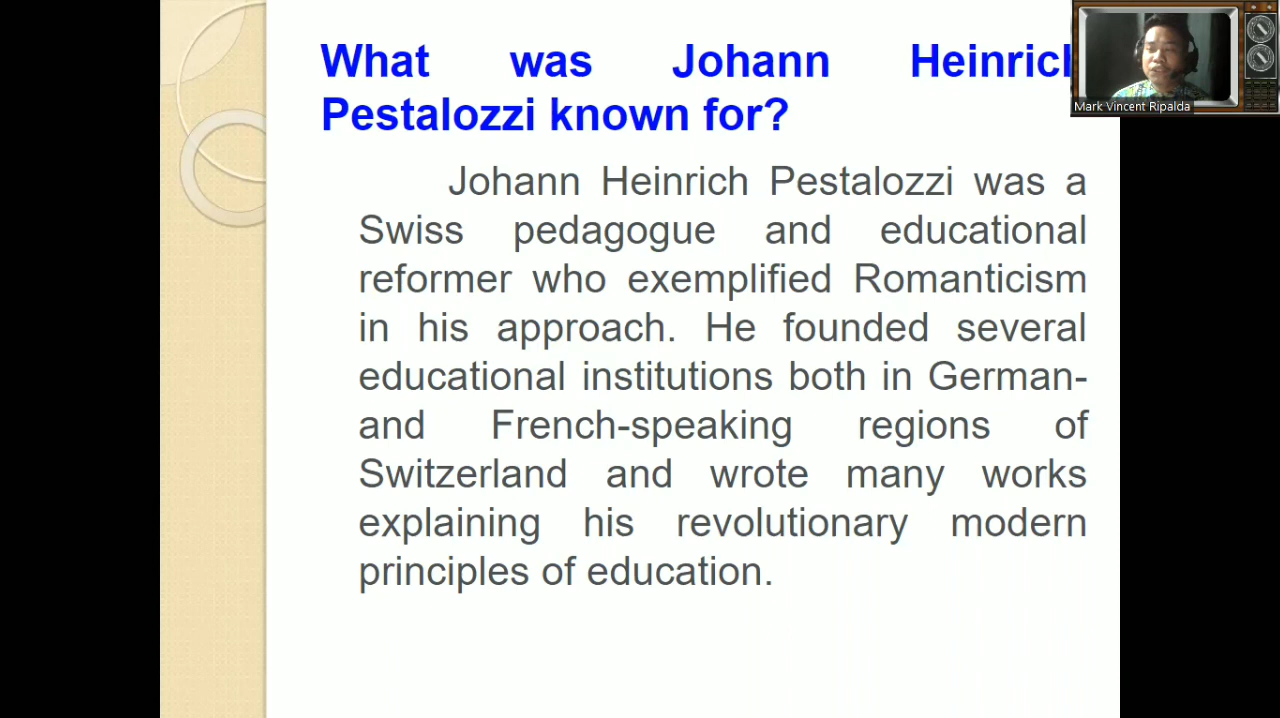 What was Johann Heinrich
Pestalozzi known for?
Mark Vincent Ripalda
Johann Heinrich Pestalozzi was a
Swiss pedagogue and educational
reformer who exemplified Romanticism
in his approach. He founded several
educational institutions both in German-
and French-speaking regions of
Switzerland and wrote many works
explaining his revolutionary modern
principles of education.